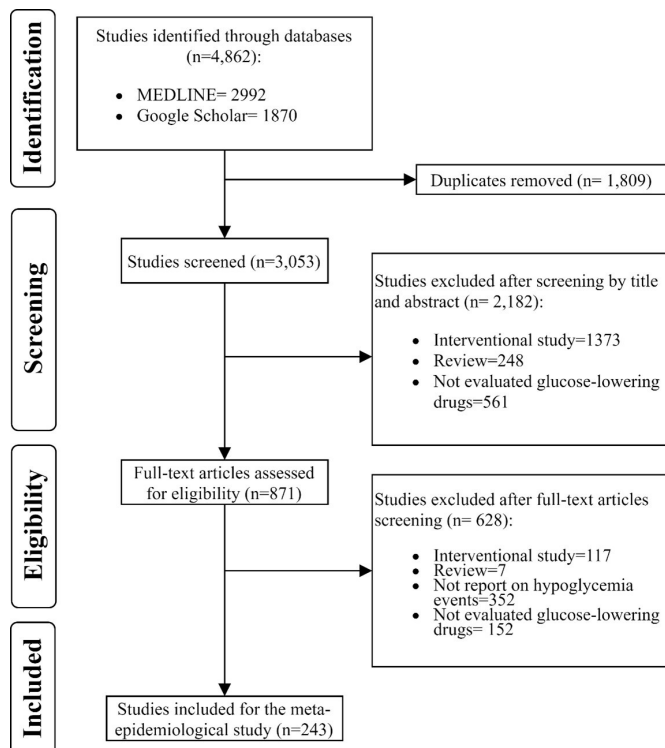 Identification
Studies identified through databases
(n=4,862):
• MEDLINE= 2992
• Google Scholar= 1870
Duplicates removed (n= 1,809)
Screening
Studies screened (n=3,053)
Studies excluded after screening by title
and abstract (n= 2,182):
• Interventional study=1373
• Review=248
• Not evaluated glucose-lowering
drugs=561
Eligibility
Full-text articles assessed
for eligibility (n=871)
Studies excluded after full-text articles
screening (n= 628):
• Interventional study=117
• Review=7
• Not report on hypoglycemia
events=352
• Not evaluated glucose-lowering
drugs= 152
Included
Studies included for the meta-
epidemiological study (n=243)